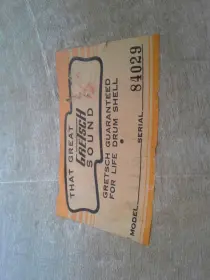 THAT GREAT
GRETSCH
SOUND
GRETSCH GUARANTEED
FOR LIFE DRUM SHELL
MODEL SERIAL 84029